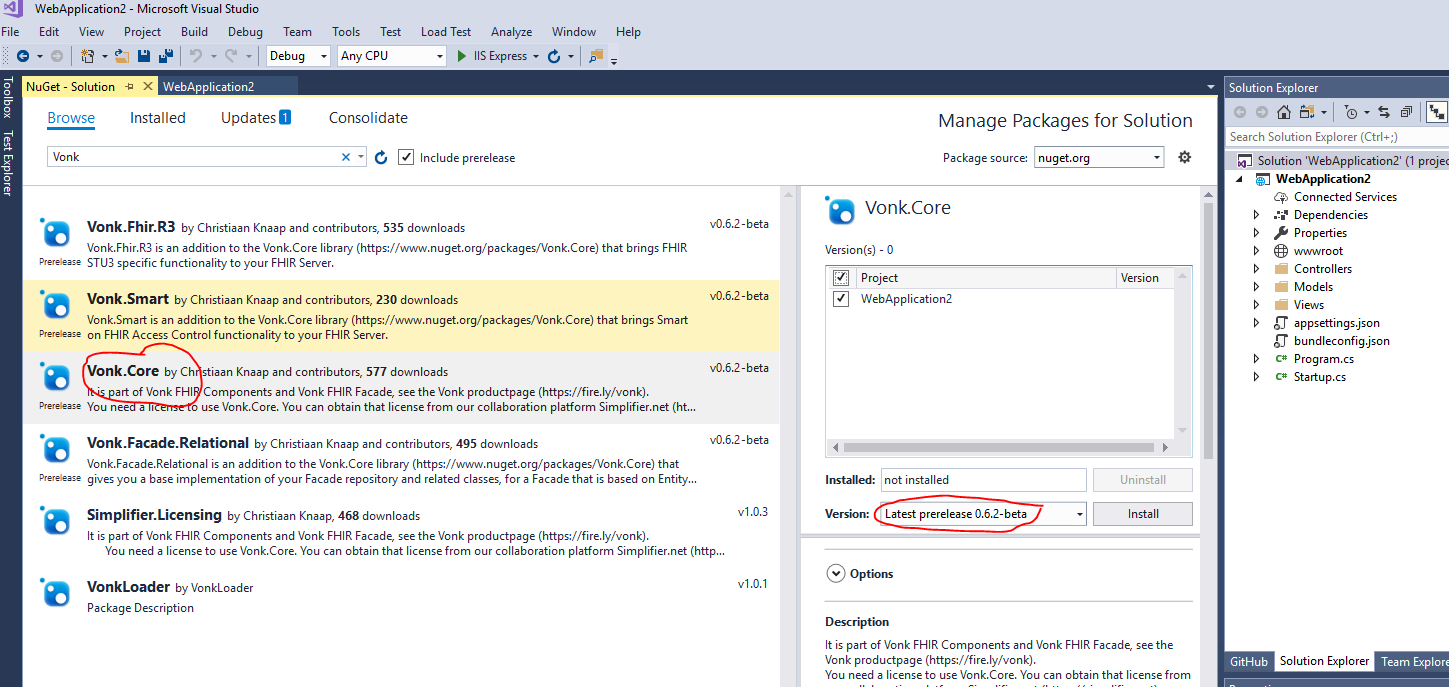 WebApplication2 - Microsoft Visual Studio
File Edit View Project Build Debug Team Tools Test Load Test Analyze Window Help
Debug Any CPU IIS Express
Toolbox
Test Explorer
NuGet - Solution WebApplication2
Browse Installed Updates 1 Consolidate
Manage Packages for Solution
Vonk Include prerelease
Package source: nuget.org
Vonk.Fhir.R3 by Christian Knaap and contributors, 535 downloads v0.6.2-beta
Vonk.Fhir.R3 is an addition to the Vonk.Core library (https://www.nuget.org/packages/Vonk.Core) that brings FHIR
Prerelease STU3 specific functionality to your FHIR Server.
Vonk.Smart by Christiaan Knaap and contributors, 230 downloads v0.6.2-beta
Vonk.Smart is an addition to the Vonk.Core library (https://www.nuget.org/packages/Vonk.Core) that brings Smart
Prerelease on FHIR Access Control functionality to your FHIR Server.
Vonk.Core by Christiaan Knaap and contributors, 577 downloads v0.6.2-beta
It is part of Vonk FHIR Components and Vonk FHIR Facade, see the Vonk productpage (https://fire.ly/vonk).
Prerelease You need a license to use Vonk.Core. You can obtain that license from our collaboration platform Simplifier.net (ht...
Vonk.Facade.Relational by Christiaan Knaap and contributors, 495 downloads v0.6.2-beta
Vonk.Facade.Relational is an addition to the Vonk.Core library (https://www.nuget.org/packages/Vonk.Core) that
Prerelease gives you a base implementation of your Facade repository and related classes, for a Facade that is based on Entity...
Simplifier.Licensing by Christiaan Knaap, 468 downloads v1.0.3
It is part of Vonk FHIR Components and Vonk FHIR Facade, see the Vonk productpage (https://fire.ly/vonk).
You need a license to use Vonk.Core. You can obtain that license from our collaboration platform Simplifier.net (http...
VonkLoader by VonkLoader v1.0.1
Package Description
Vonk.Core
Version(s) - 0
Project Version
WebApplication2
Installed: not installed Uninstall
Version: Latest prerelease 0.6.2-beta Install
Options
Description
It is part of Vonk FHIR Components and Vonk FHIR Facade, see the
Vonk productpage (https://fire.ly/vonk).
You need a license to use Vonk.Core. You can obtain that license from
Solution Explorer
Search Solution Explorer (Ctrl+;)
Solution 'WebApplication2' (1 projec
WebApplication2
Connected Services
Dependencies
Properties
wwwroot
Controllers
Models
Views
appsettings.json
bundleconfig.json
Program.cs
Startup.cs
GitHub Solution Explorer Team Explore